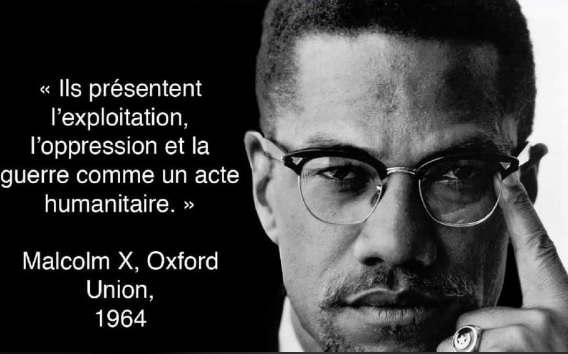 « Ils présentent
l’exploitation,
l’oppression et la
guerre comme un acte
humanitaire. »
Malcolm X, Oxford
Union,
1964